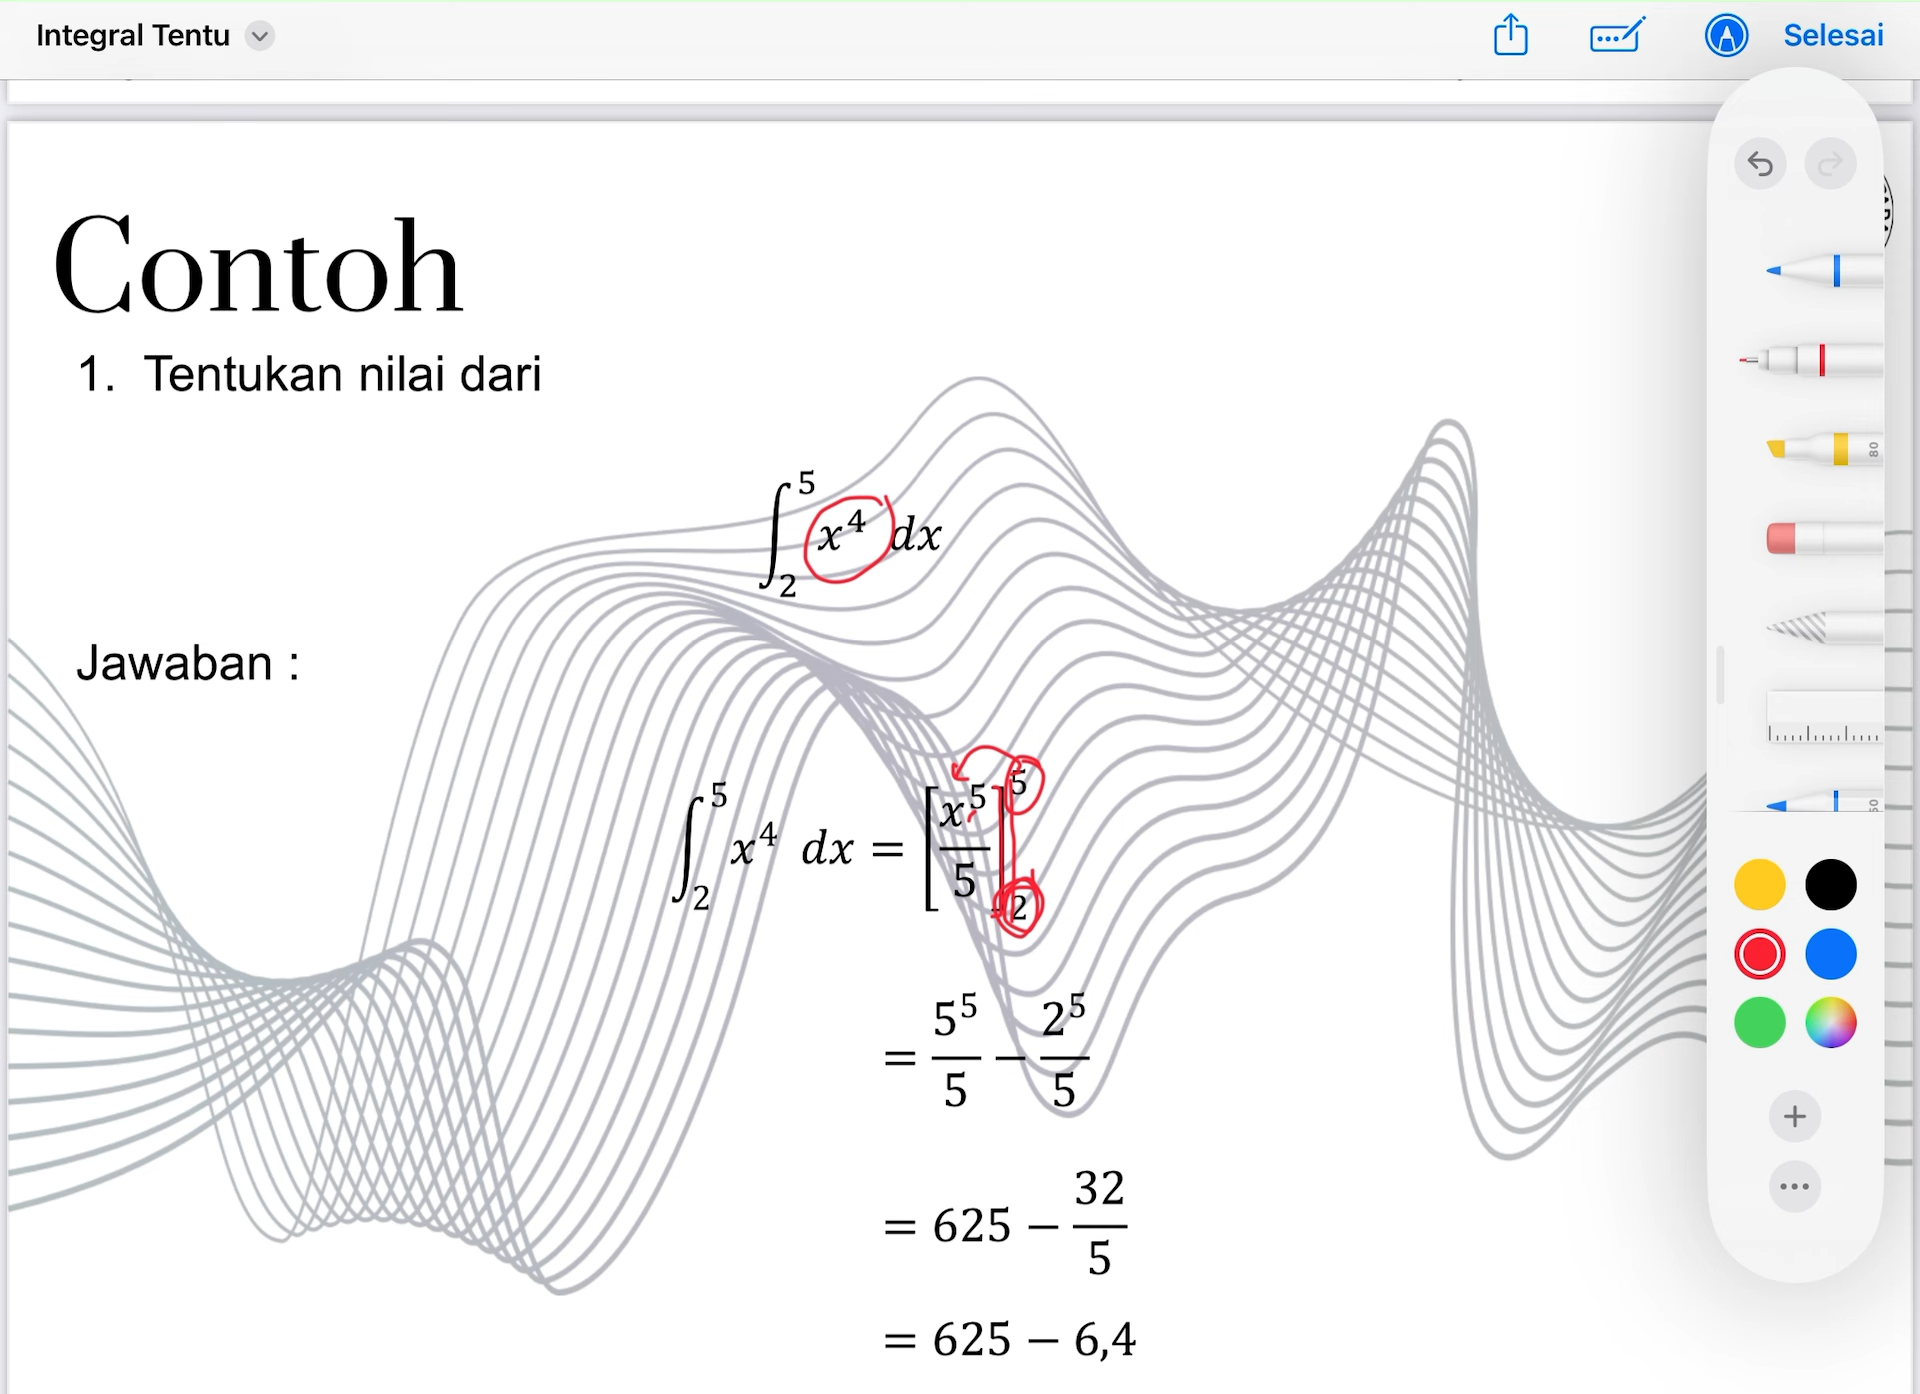 Integral Tentu
Selesai
Contoh
1. Tentukan nilai dari
∫₂⁵ x⁴ dx
Jawaban :
∫₂⁵ x⁴ dx = [x⁵/5]₂⁵
= 5⁵/5 − 2⁵/5
= 625 − 32/5
= 625 − 6,4
80